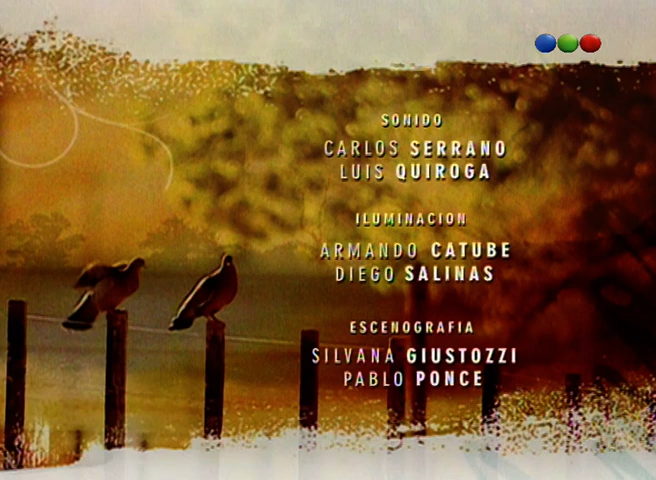 SONIDO
CARLOS SERRANO
LUIS QUIROGA
ILUMINACION
ARMANDO CATUBE
DIEGO SALINAS
ESCENOGRAFIA
SILVANA GIUSTOZZI
PABLO PONCE